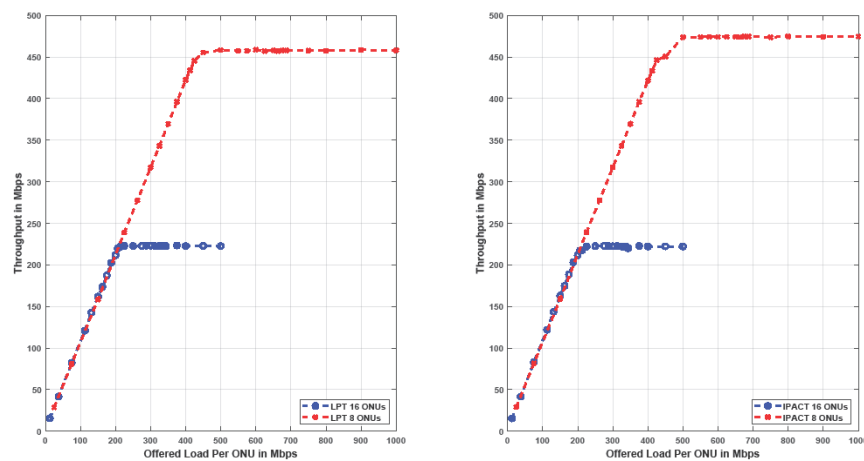 500
450
400
350
300
250
200
150
100
50
0
0 100 200 300 400 500 600 700 800 900 1000
Throughput in Mbps
Offered Load Per ONU in Mbps
LPT 16 ONUs
LPT 8 ONUs
500
450
400
350
300
250
200
150
100
50
0
0 100 200 300 400 500 600 700 800 900 1000
Throughput in Mbps
Offered Load Per ONU in Mbps
IPACT 16 ONUs
IPACT 8 ONUs